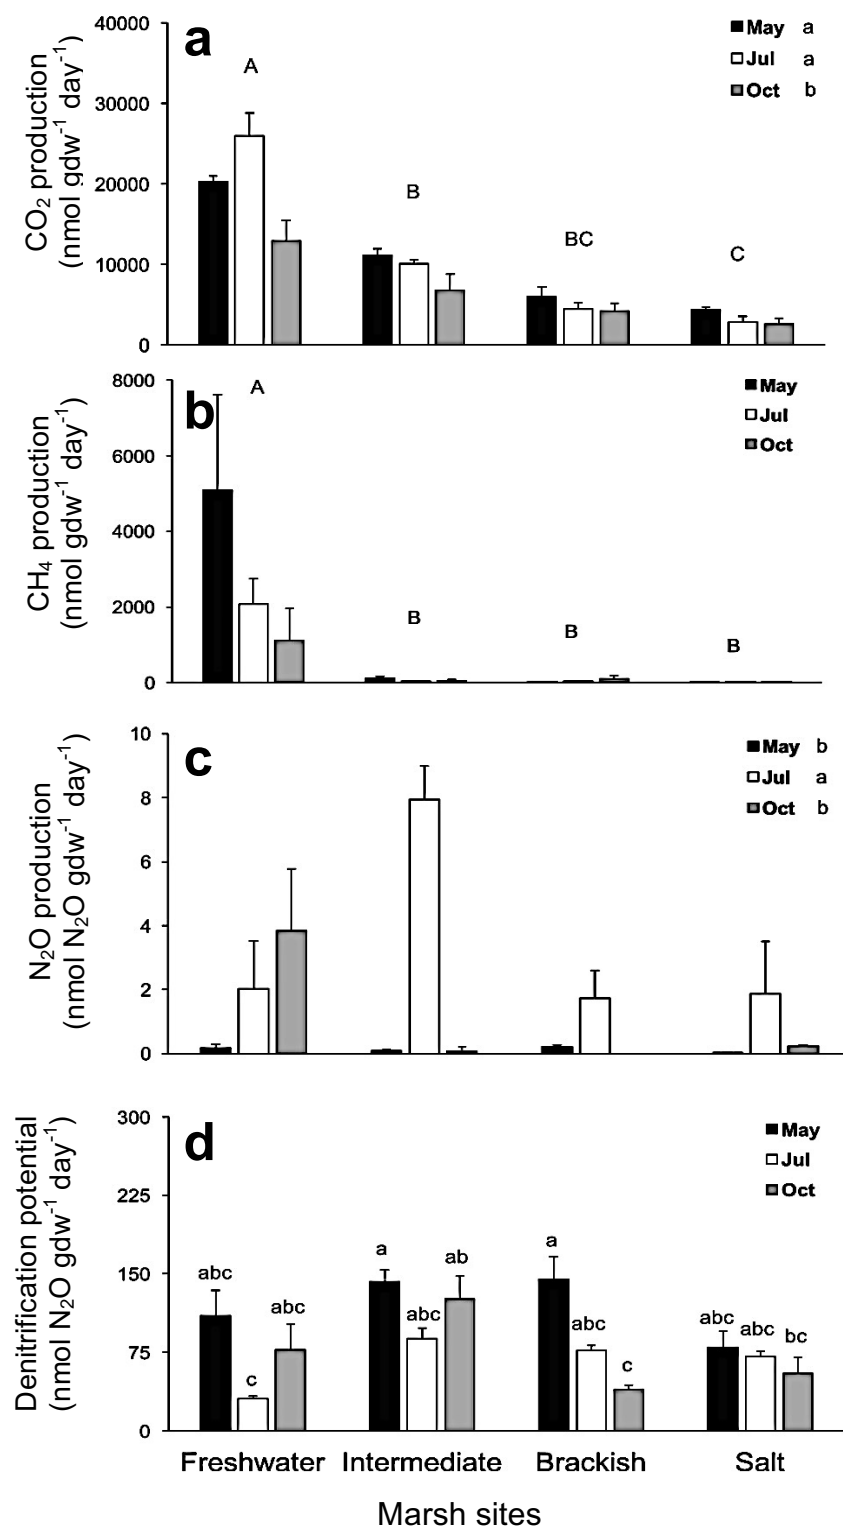 a
CO₂ production
(nmol gdw⁻¹ day⁻¹)
40000
30000
20000
10000
0
A
B
BC
C
May a
Jul a
Oct b
b
CH₄ production
(nmol gdw⁻¹ day⁻¹)
8000
6000
4000
2000
0
A
B
B
B
May
Jul
Oct
c
N₂O production
(nmol N₂O gdw⁻¹ day⁻¹)
10
8
6
4
2
0
May b
Jul a
Oct b
d
Denitrification potential
(nmol N₂O gdw⁻¹ day⁻¹)
300
225
150
75
0
May
Jul
Oct
abc
c
abc
a
abc
ab
a
abc
c
abc
abc
bc
Freshwater Intermediate Brackish Salt
Marsh sites